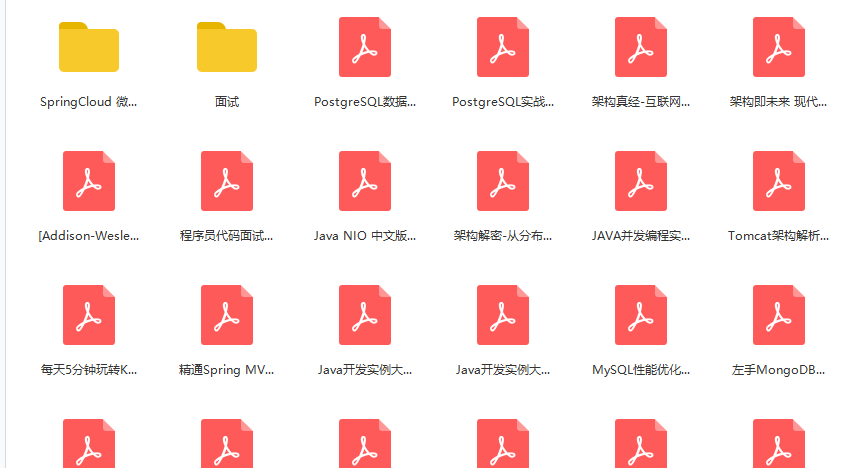 SpringCloud 微...
面试
PostgreSQL数据...
PostgreSQL实战...
架构真经-互联网...
架构即未来 现代...
[Addison-Wesle...
程序员代码面试...
Java NIO 中文版...
架构解密-从分布...
JAVA并发编程实...
Tomcat架构解析...
每天5分钟玩转K...
精通Spring MV...
Java开发实例大...
Java开发实例大...
MySQL性能优化...
左手MongoDB...